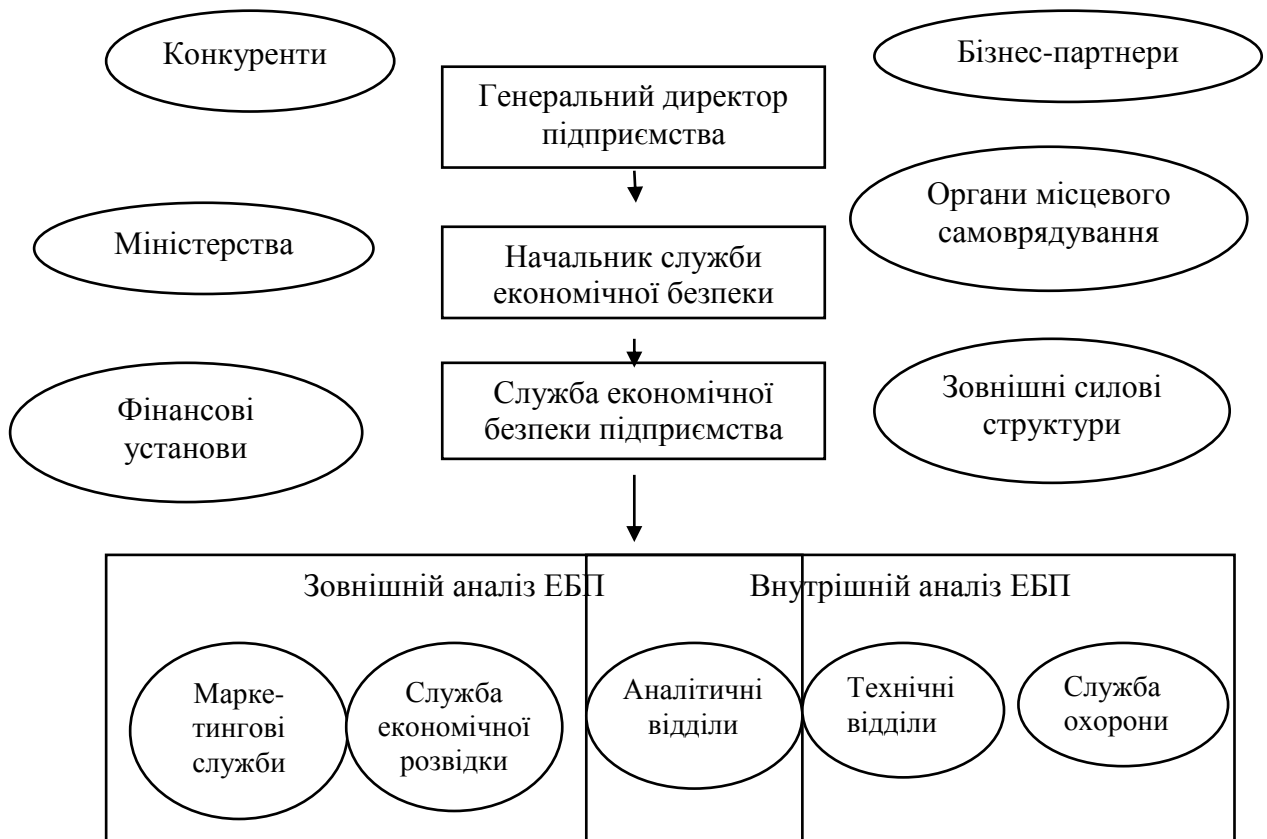 Конкуренти
Бізнес-партнери
Генеральний директор
підприємства
Органи місцевого
самоврядування
Міністерства
Начальник служби
економічної безпеки
Зовнішні силові
структури
Фінансові
установи
Служба економічної
безпеки підприємства
Зовнішній аналіз ЕБП
Внутрішній аналіз ЕБП
Марке-
тингові
служби
Служба
економічної
розвідки
Аналітичні
відділи
Технічні
відділи
Служба
охорони